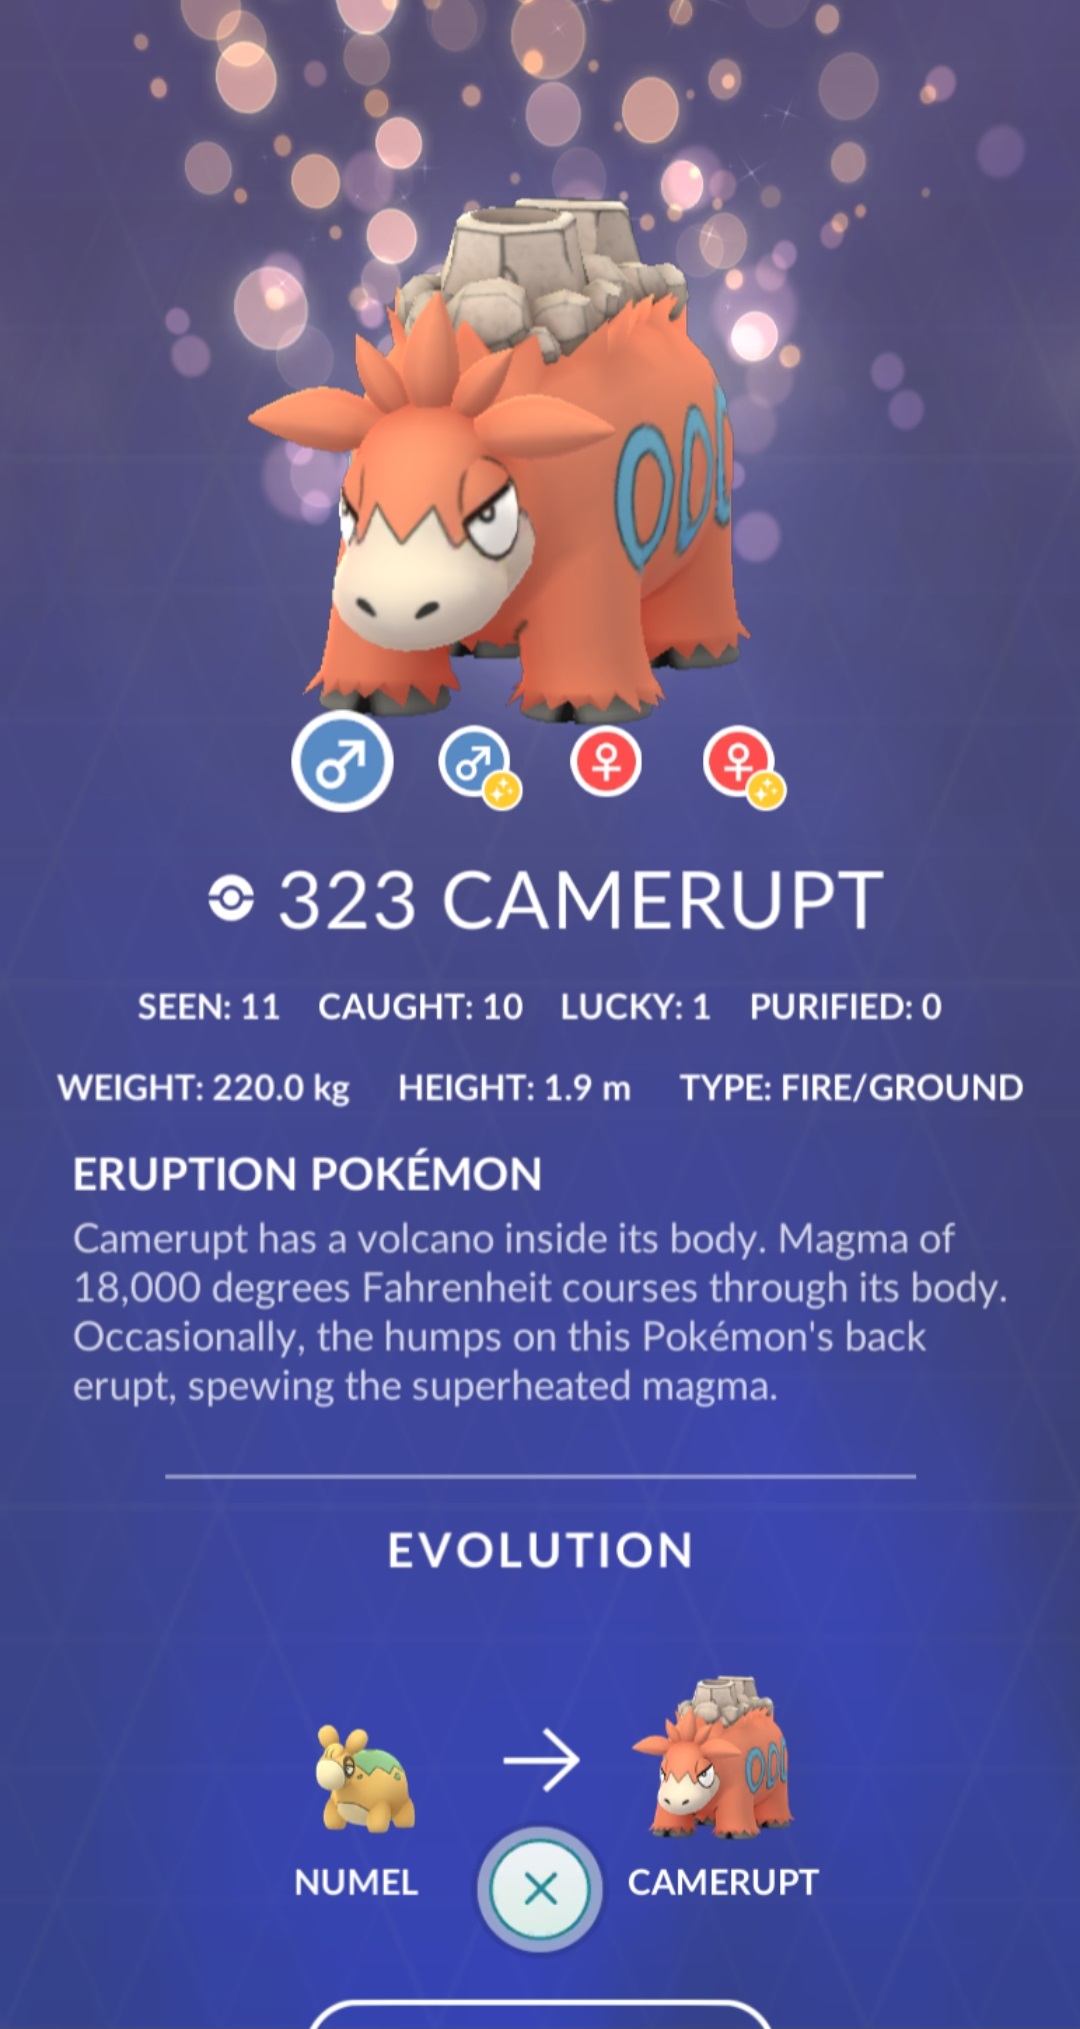 323 CAMERUPT
SEEN: 11 CAUGHT: 10 LUCKY: 1 PURIFIED: 0
WEIGHT: 220.0 kg HEIGHT: 1.9 m TYPE: FIRE/GROUND
ERUPTION POKÉMON
Camerupt has a volcano inside its body. Magma of
18,000 degrees Fahrenheit courses through its body.
Occasionally, the humps on this Pokémon's back
erupt, spewing the superheated magma.
EVOLUTION
NUMEL CAMERUPT